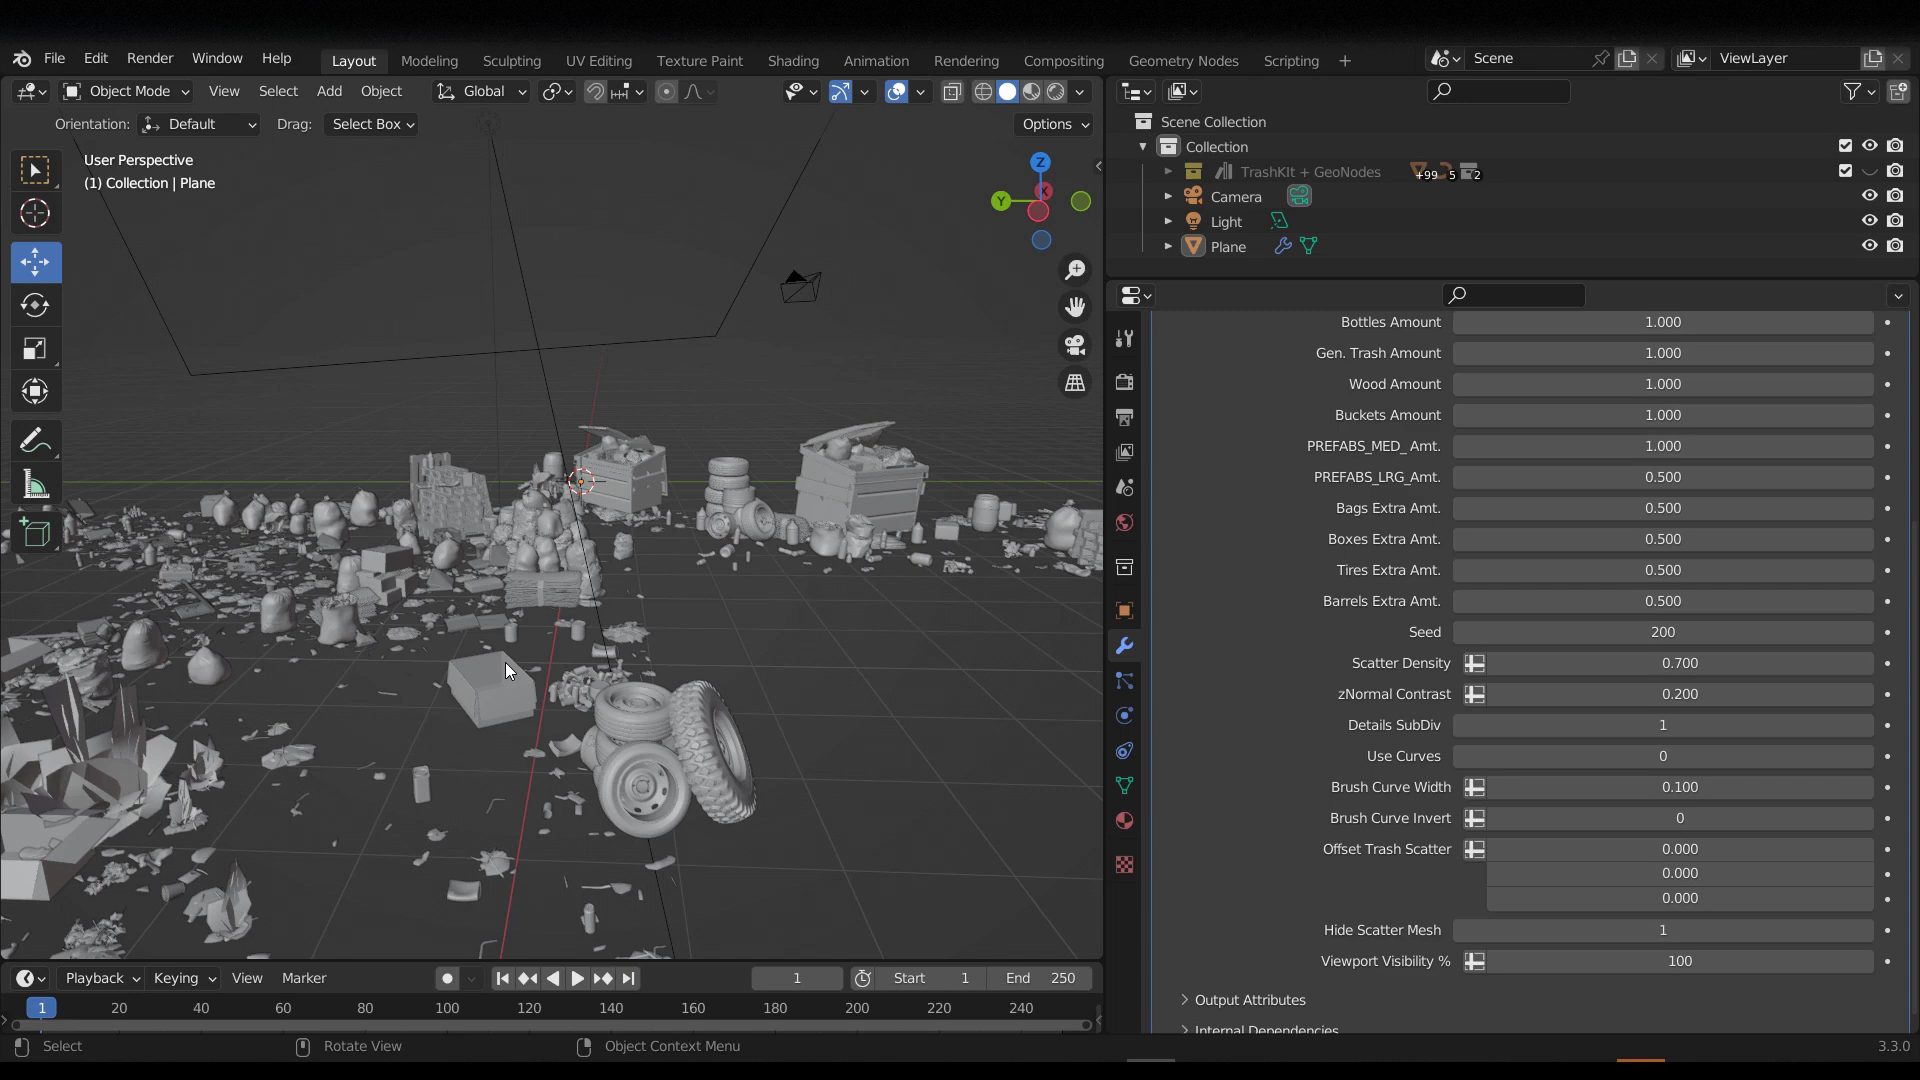 File Edit Render Window Help Layout Modeling Sculpting UV Editing Texture Paint Shading Animation Rendering Compositing Geometry Nodes Scripting + Scene ViewLayer
Object Mode View Select Add Object Global
Orientation: Default Drag: Select Box Options
User Perspective
(1) Collection | Plane
Z
Y
X
Scene Collection
Collection
TrashKIt + GeoNodes +99 5 2
Camera
Light
Plane
Bottles Amount 1.000
Gen. Trash Amount 1.000
Wood Amount 1.000
Buckets Amount 1.000
PREFABS_MED_ Amt. 1.000
PREFABS_LRG_Amt. 0.500
Bags Extra Amt. 0.500
Boxes Extra Amt. 0.500
Tires Extra Amt. 0.500
Barrels Extra Amt. 0.500
Seed 200
Scatter Density 0.700
zNormal Contrast 0.200
Details SubDiv 1
Use Curves 0
Brush Curve Width 0.100
Brush Curve Invert 0
Offset Trash Scatter 0.000
0.000
0.000
Hide Scatter Mesh 1
Viewport Visibility % 100
Output Attributes
Internal Dependencies
Playback Keying View Marker 1 Start 1 End 250
1 20 40 60 80 100 120 140 160 180 200 220 240
Select Rotate View Object Context Menu 3.3.0